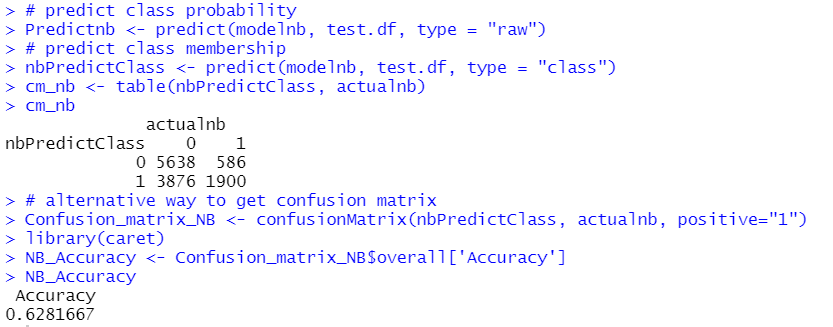 > # predict class probability
> Predictnb <- predict(modelnb, test.df, type = "raw")
> # predict class membership
> nbPredictClass <- predict(modelnb, test.df, type = "class")
> cm_nb <- table(nbPredictClass, actualnb)
> cm_nb
              actualnb
nbPredictClass    0    1
             0 5638  586
             1 3876 1900
> # alternative way to get confusion matrix
> Confusion_matrix_NB <- confusionMatrix(nbPredictClass, actualnb, positive="1")
> library(caret)
> NB_Accuracy <- Confusion_matrix_NB$overall['Accuracy']
> NB_Accuracy
 Accuracy
0.6281667